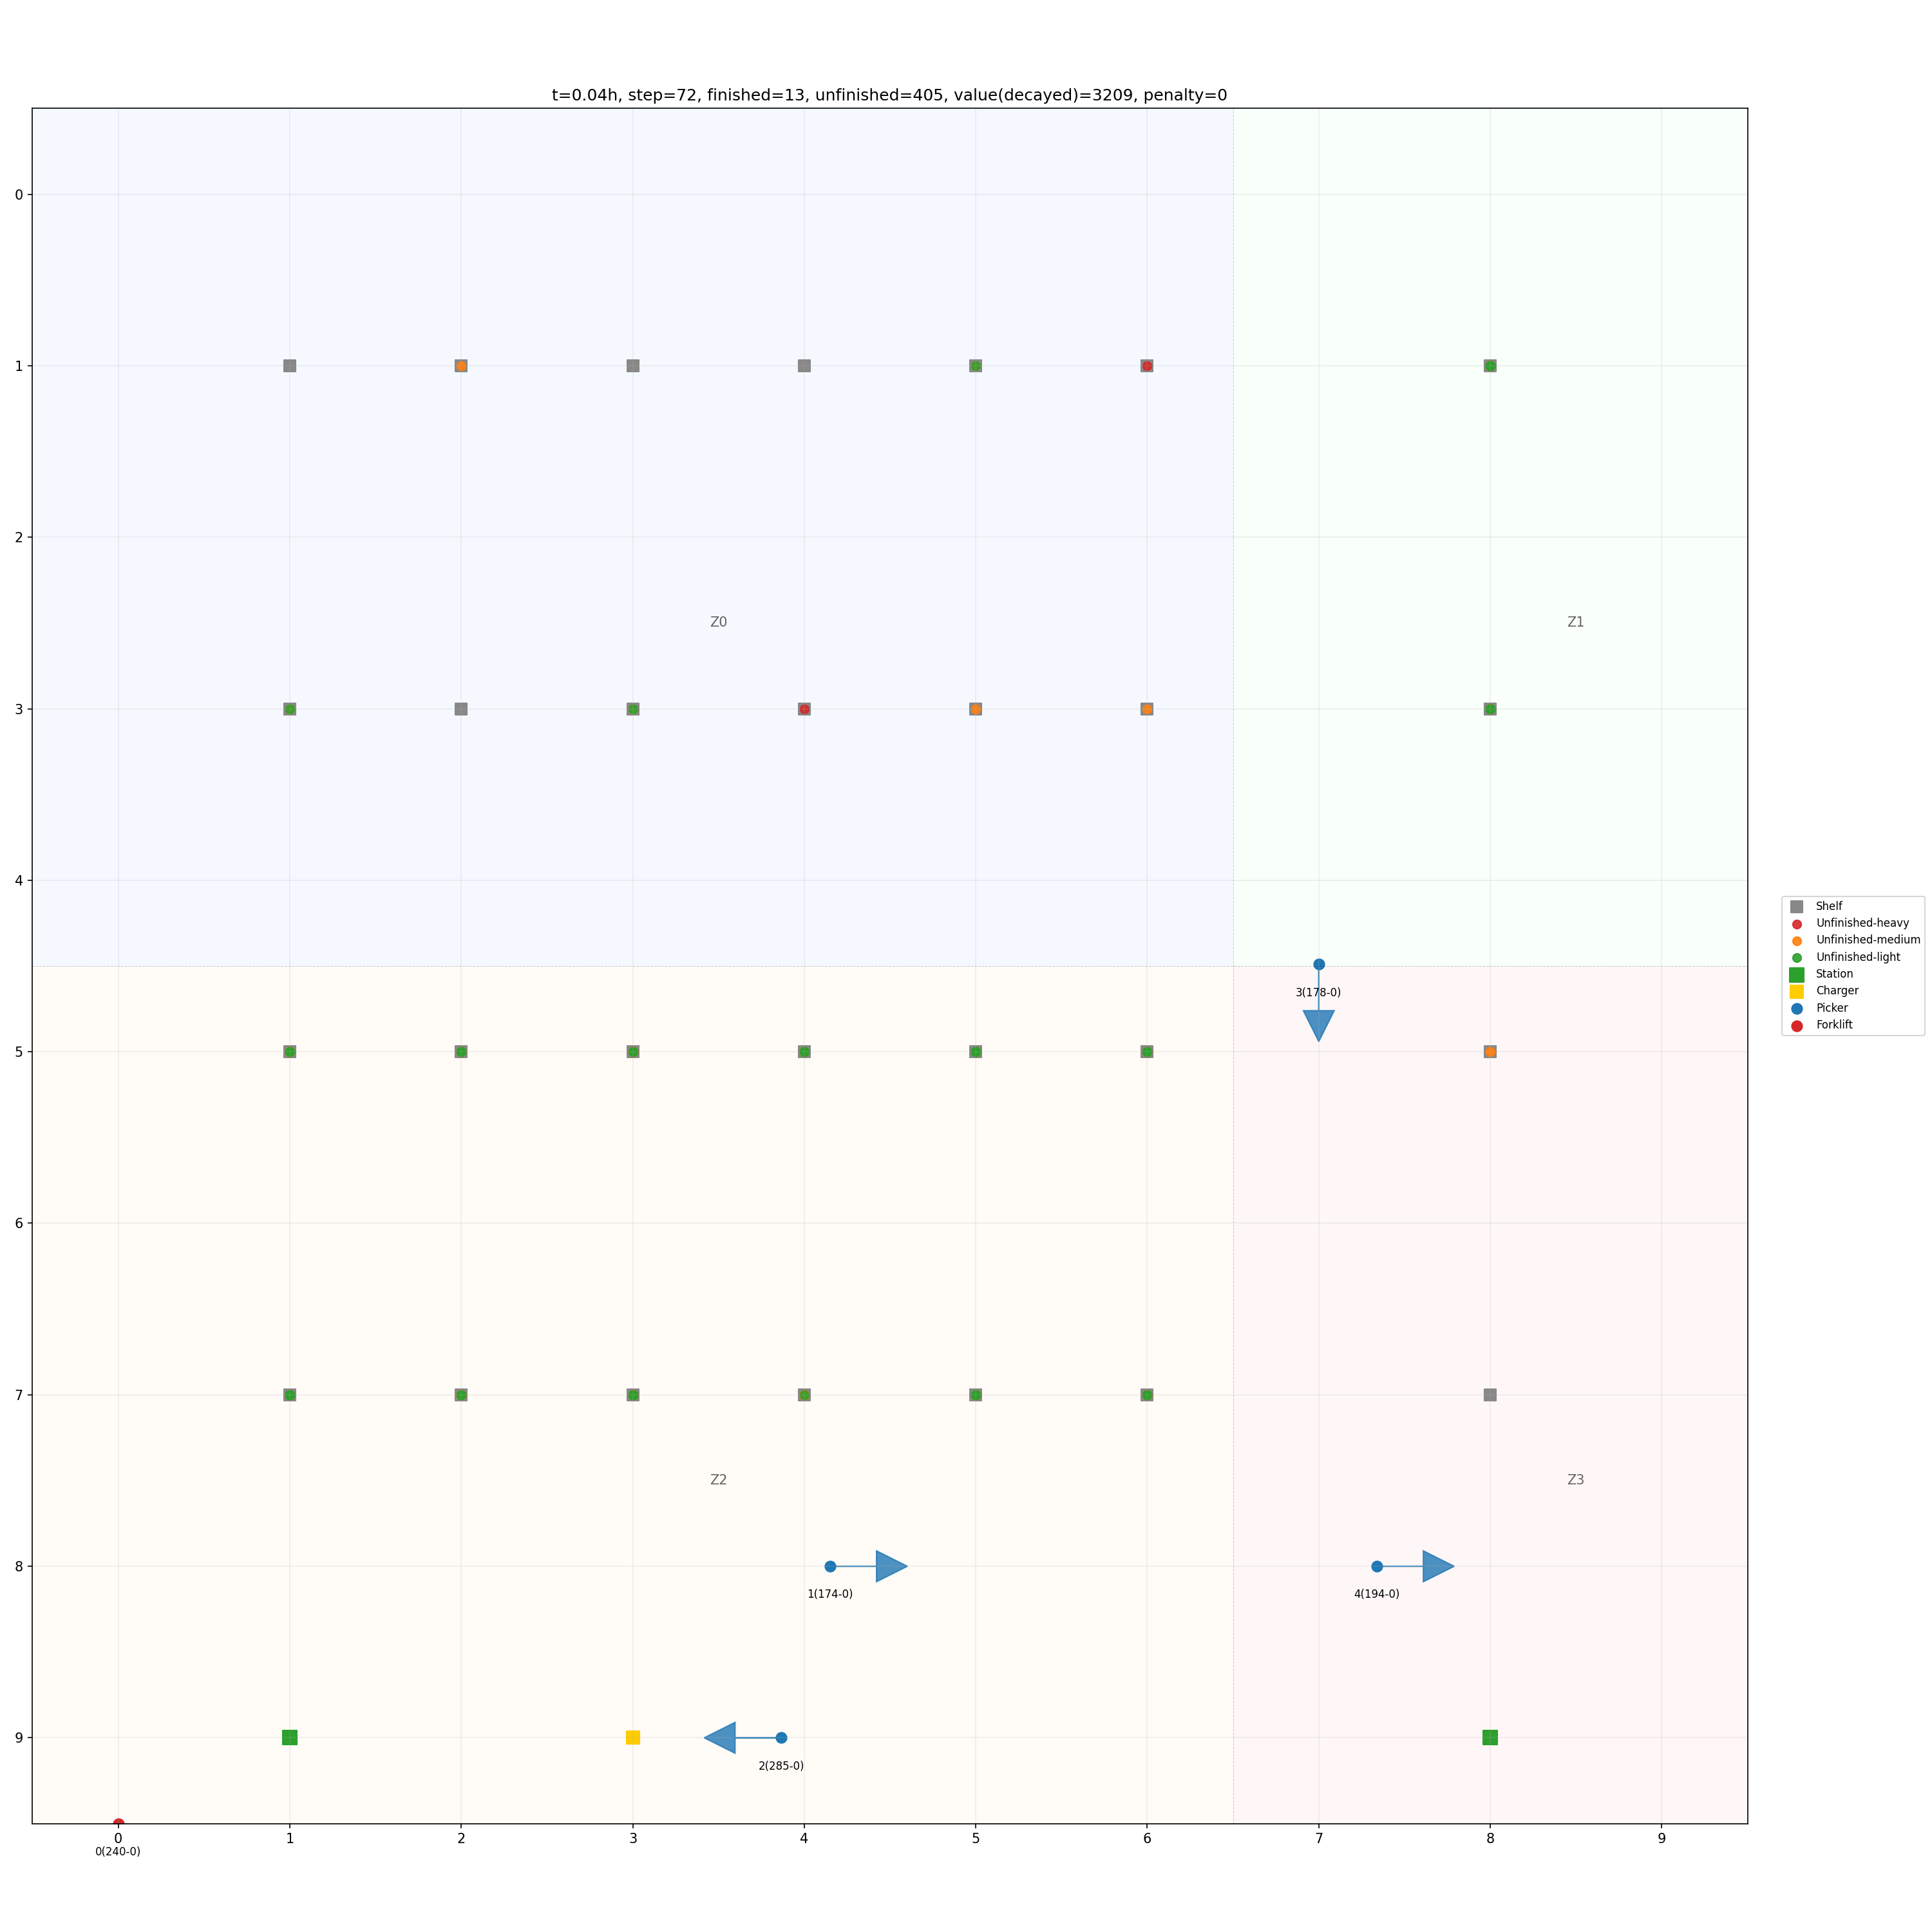 t=0.04h, step=72, finished=13, unfinished=405, value(decayed)=3209, penalty=0
0
1
2
Z0
Z1
3
4
Shelf
Unfinished-heavy
Unfinished-medium
Unfinished-light
Station
Charger
Picker
Forklift
3(178-0)
5
6
7
Z2
Z3
8
1(174-0)
4(194-0)
9
2(285-0)
0 1 2 3 4 5 6 7 8 9
0(240-0)